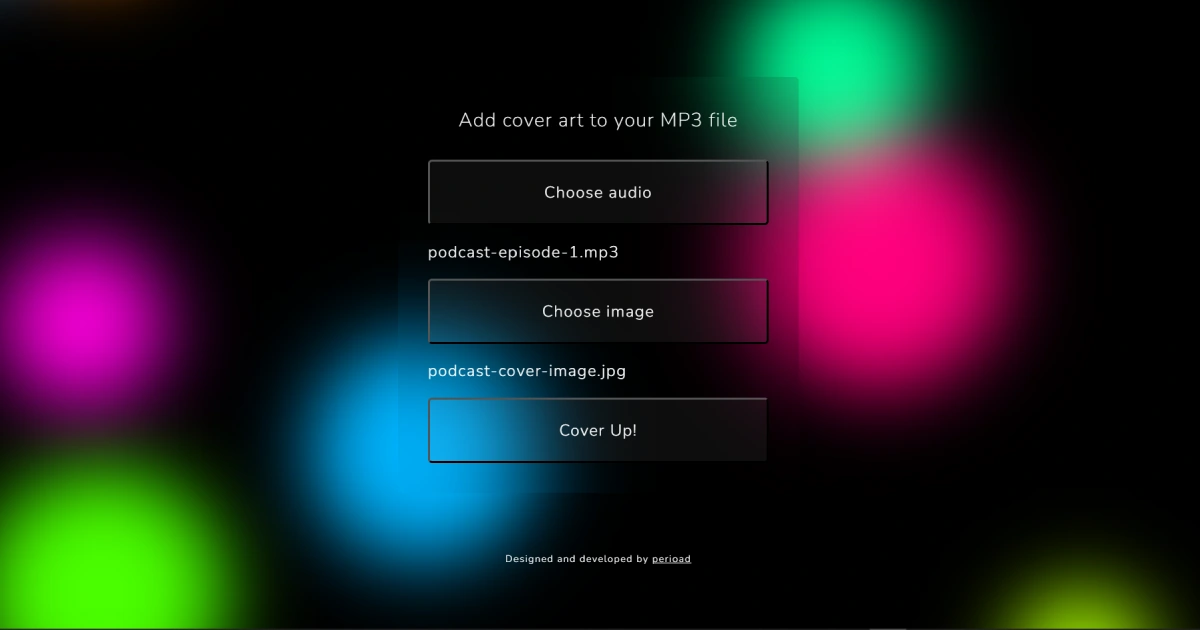 Add cover art to your MP3 file
Choose audio
podcast-episode-1.mp3
Choose image
podcast-cover-image.jpg
Cover Up!
Designed and developed by perioad